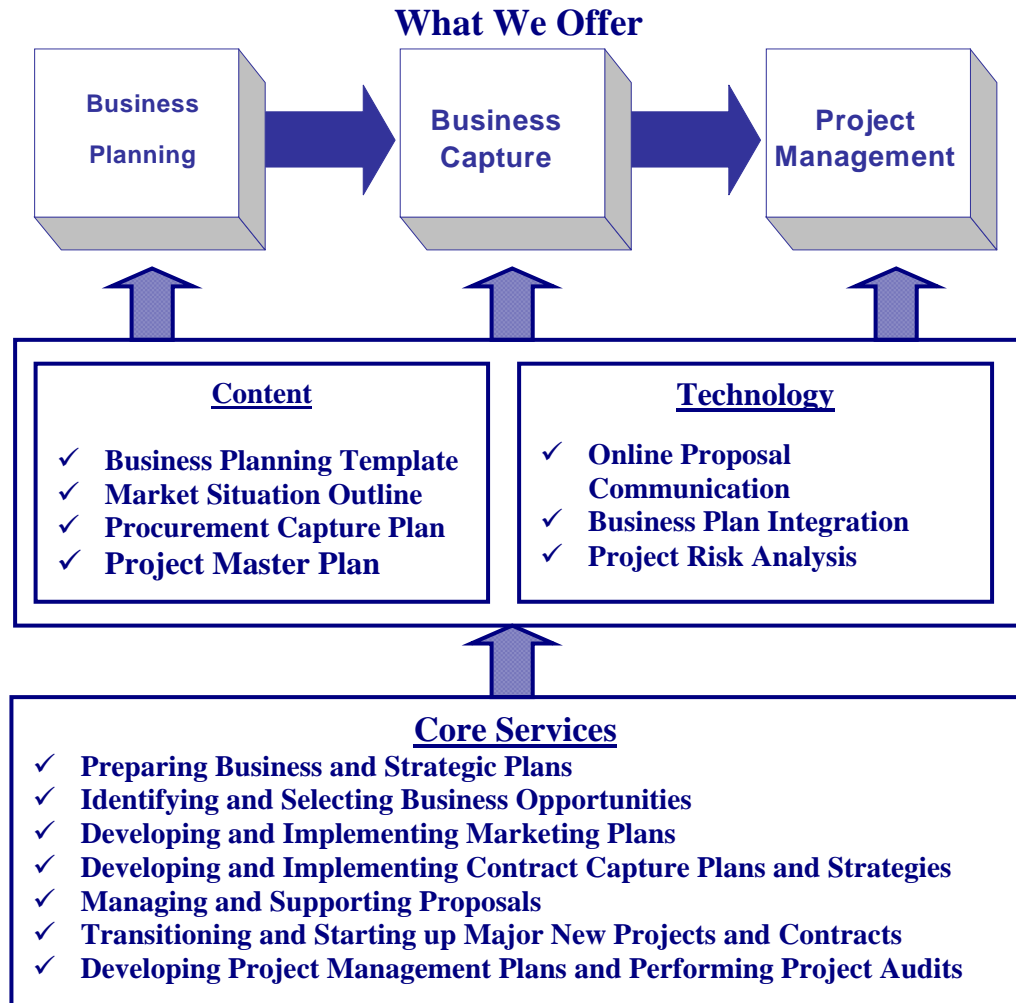 What We Offer
Business
Planning
Business
Capture
Project
Management
Content
✓ Business Planning Template
✓ Market Situation Outline
✓ Procurement Capture Plan
✓ Project Master Plan
Technology
✓ Online Proposal
Communication
✓ Business Plan Integration
✓ Project Risk Analysis
Core Services
✓ Preparing Business and Strategic Plans
✓ Identifying and Selecting Business Opportunities
✓ Developing and Implementing Marketing Plans
✓ Developing and Implementing Contract Capture Plans and Strategies
✓ Managing and Supporting Proposals
✓ Transitioning and Starting up Major New Projects and Contracts
✓ Developing Project Management Plans and Performing Project Audits